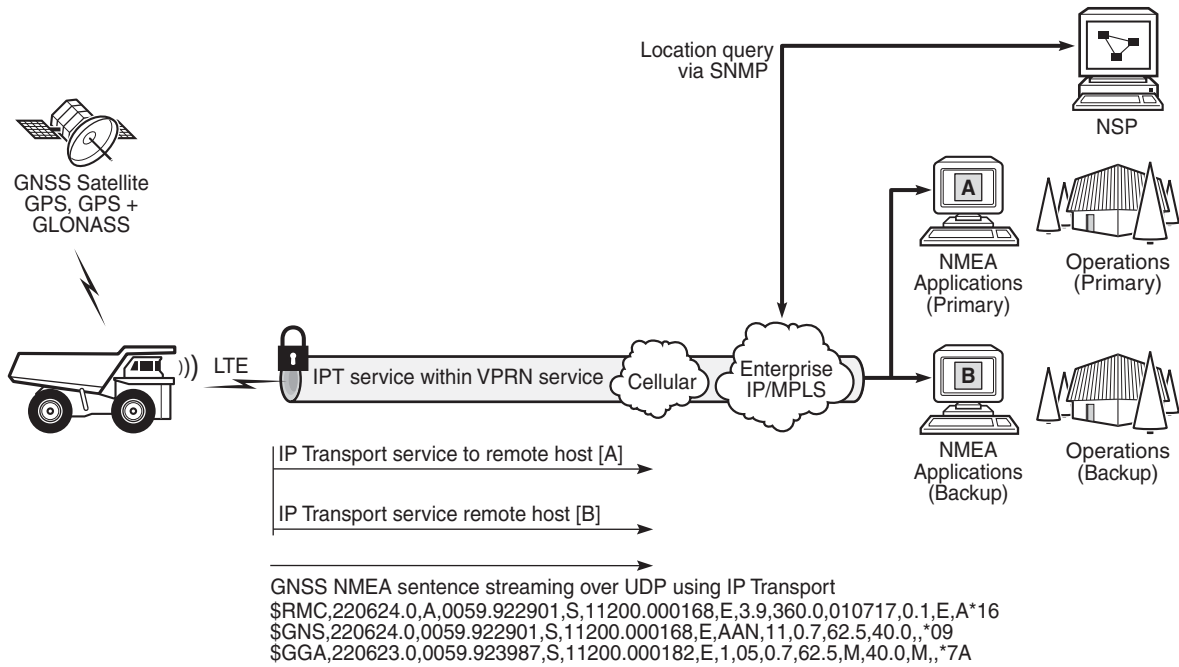 Location query
via SNMP
NSP
GNSS Satellite
GPS, GPS +
GLONASS
A
NMEA
Applications
(Primary)
Operations
(Primary)
LTE
IPT service within VPRN service
Cellular
Enterprise
IP/MPLS
B
NMEA
Applications
(Backup)
Operations
(Backup)
IP Transport service to remote host [A]
IP Transport service remote host [B]
GNSS NMEA sentence streaming over UDP using IP Transport
$RMC,220624.0,A,0059.922901,S,11200.000168,E,3.9,360.0,010717,0.1,E,A*16
$GNS,220624.0,0059.922901,S,11200.000168,E,AAN,11,0.7,62.5,40.0,,*09
$GGA,220623.0,0059.923987,S,11200.000182,E,1,05,0.7,62.5,M,40.0,M,,*7A